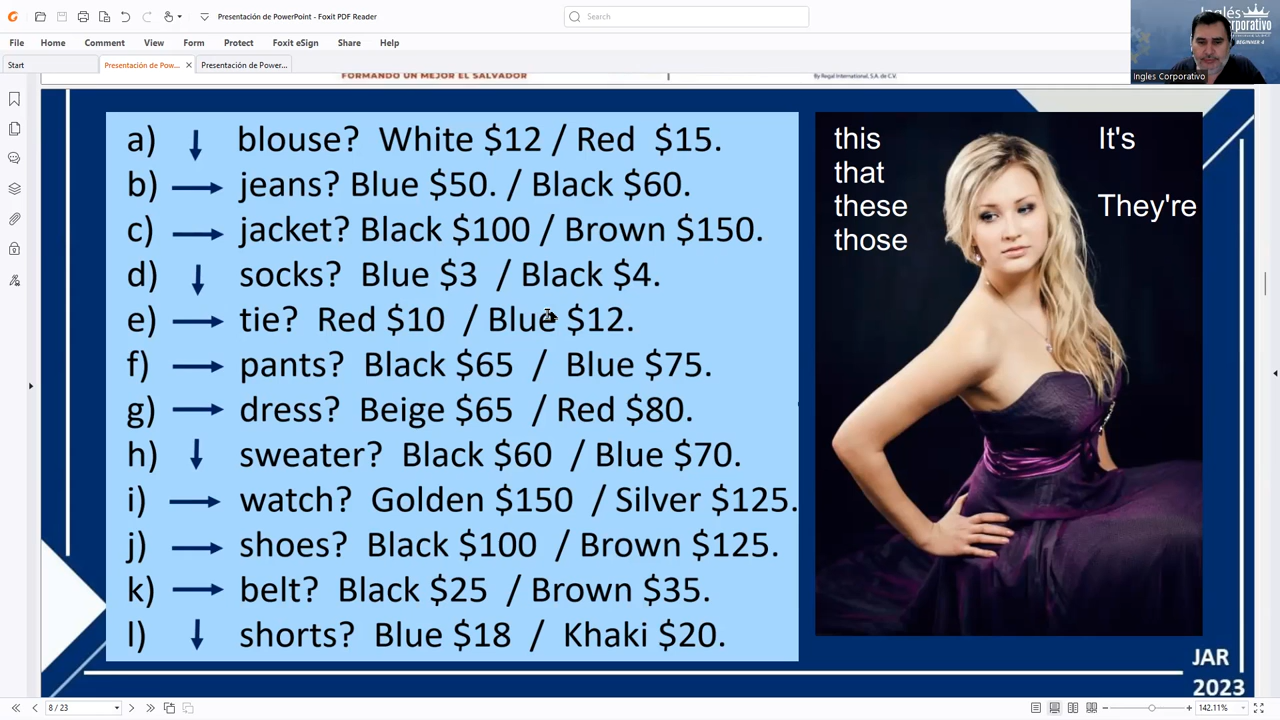 Presentación de PowerPoint - Foxit PDF Reader
Search
File Home Comment View Form Protect Foxit eSign Share Help
Start
Presentación de Pow...
Presentación de Power...
Inglés
Corporativo
BEGINNER 4
Ingles Corporativo
FORMANDO UN MEJOR EL SALVADOR
By Regal International, S.A. de C.V.
a) blouse? White $12 / Red $15.
b) jeans? Blue $50. / Black $60.
c) jacket? Black $100 / Brown $150.
d) socks? Blue $3 / Black $4.
e) tie? Red $10 / Blue $12.
f) pants? Black $65 / Blue $75.
g) dress? Beige $65 / Red $80.
h) sweater? Black $60 / Blue $70.
i) watch? Golden $150 / Silver $125.
j) shoes? Black $100 / Brown $125.
k) belt? Black $25 / Brown $35.
l) shorts? Blue $18 / Khaki $20.
this
that
these
those
It's
They're
JAR
2023
8 / 23
142.11%